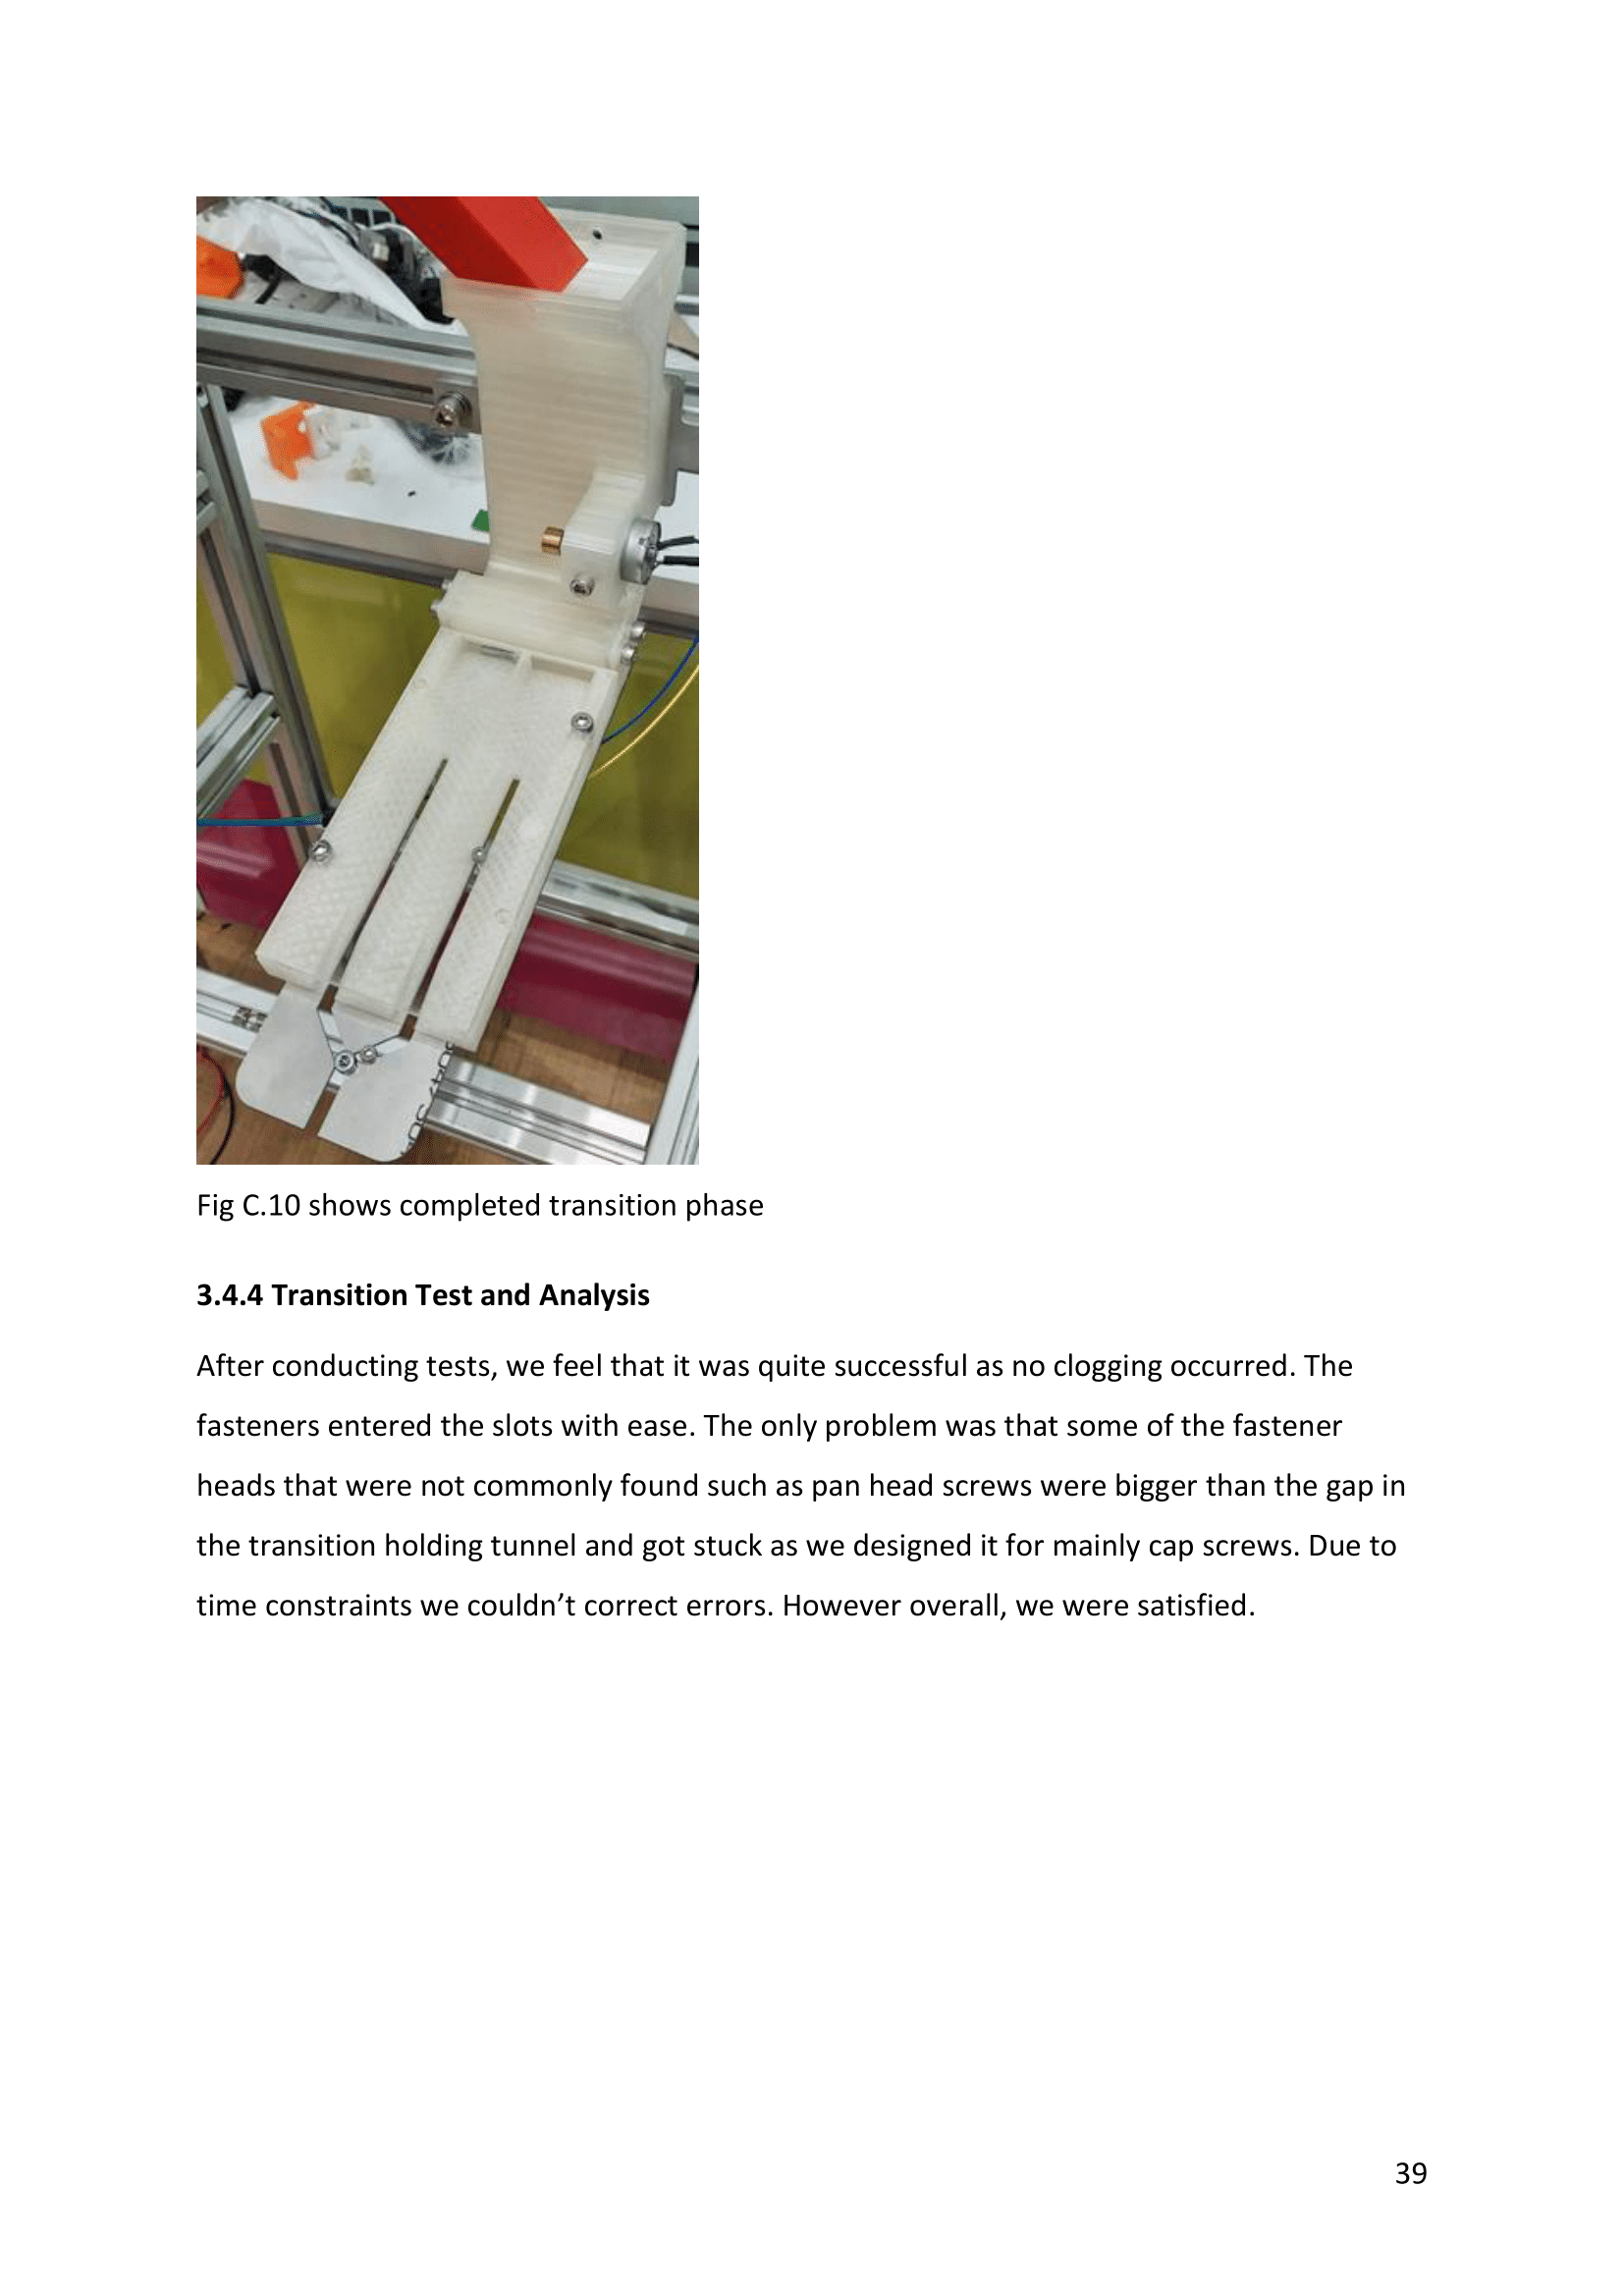 Fig C.10 shows completed transition phase
3.4.4 Transition Test and Analysis
After conducting tests, we feel that it was quite successful as no clogging occurred. The
fasteners entered the slots with ease. The only problem was that some of the fastener
heads that were not commonly found such as pan head screws were bigger than the gap in
the transition holding tunnel and got stuck as we designed it for mainly cap screws. Due to
time constraints we couldn’t correct errors. However overall, we were satisfied.
39